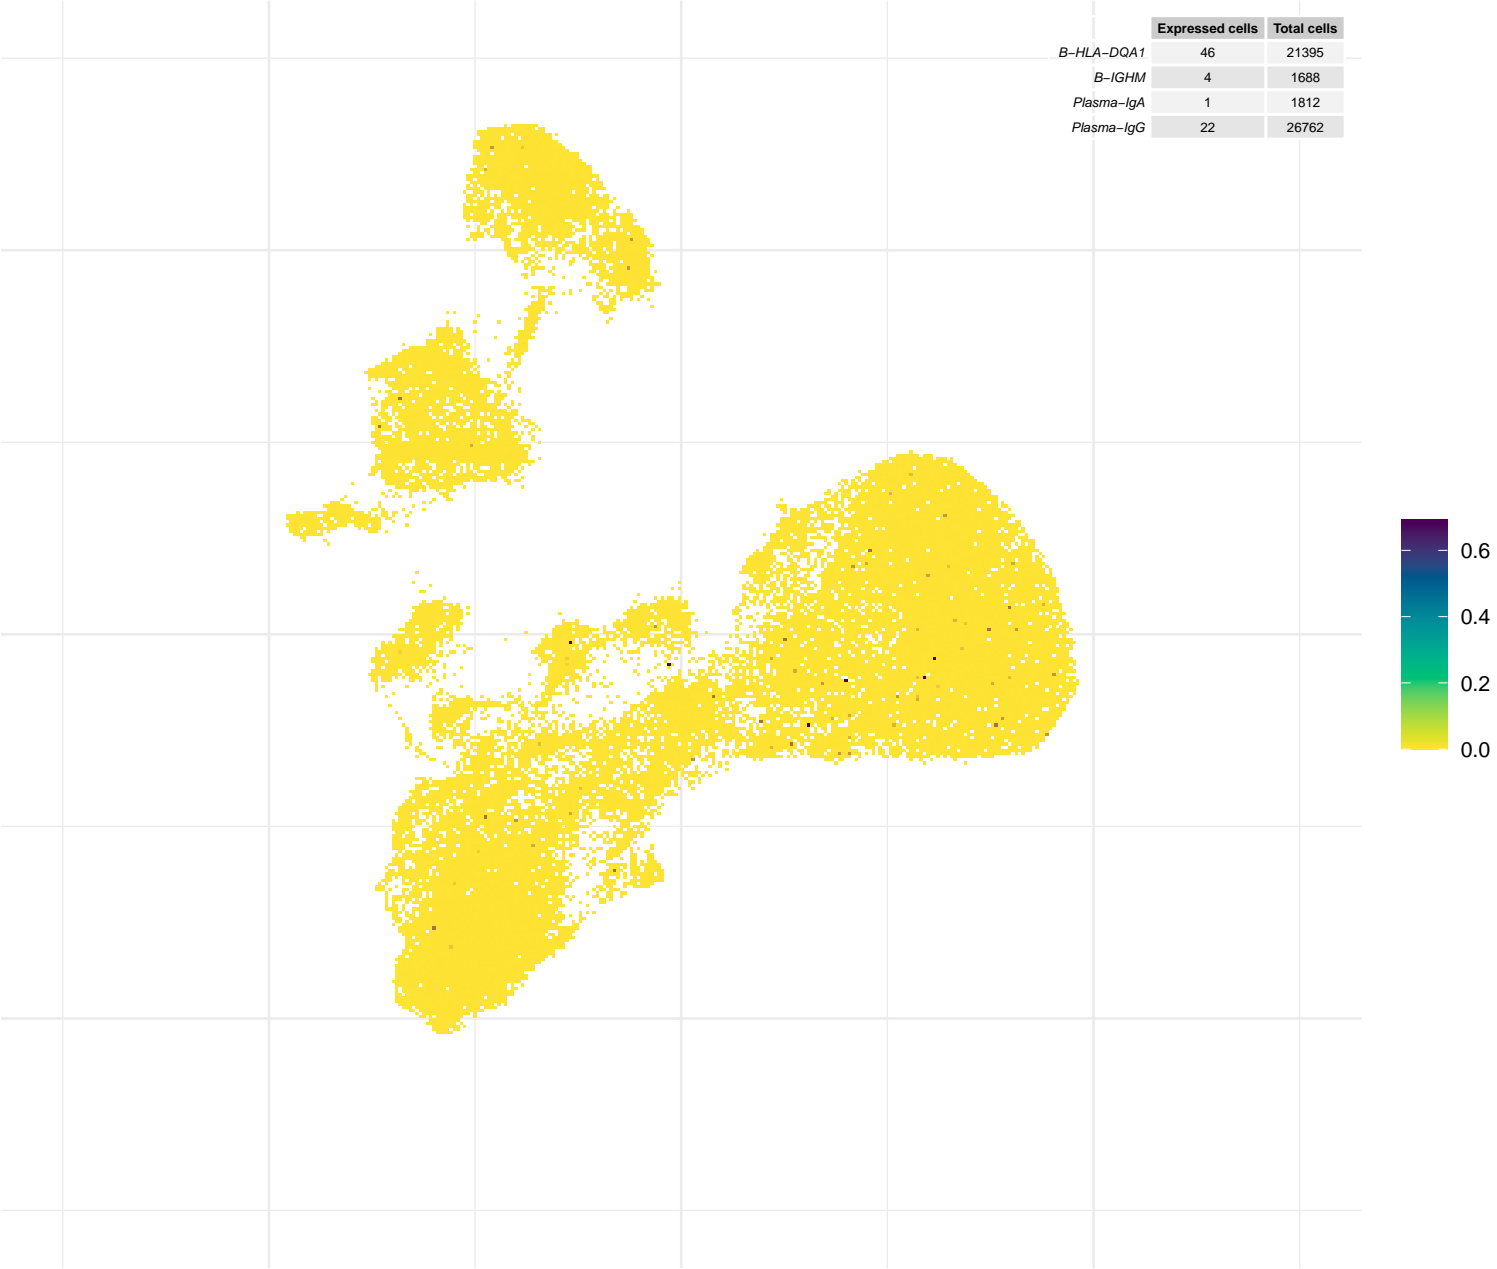 Expressed cells Total cells
B−HLA−DQA1 46 21395
B−IGHM 4 1688
Plasma−IgA 1 1812
Plasma−IgG 22 26762
0.6
0.4
0.2
0.0